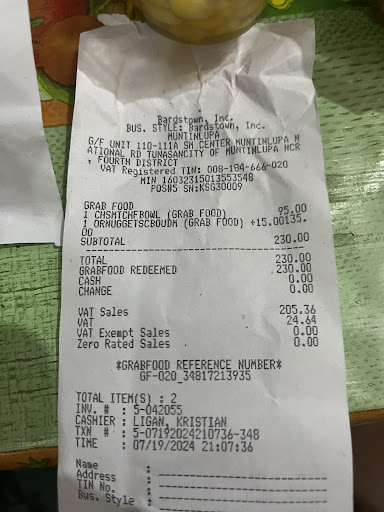 Bardstown, Inc.
BUS. STYLE: Bardstown, Inc.
MUNTINLUPA
G/F UNIT 110-111A SM CENTER MUNTINLUPA N
ATIONAL RD TUNASANCITY OF MUNTINLUPA NCR
, FOURTH DISTRICT
VAT Registered TIN: 008-184-666-020
MIN 16032315013553548
POS#5 SN:KSG30009
GRAB FOOD
1 CHSMTCHFBOWL (GRAB FOOD) 95.00
1 ORNUGGETSCBOUDH (GRAB FOOD) +15.00135.
00
SUBTOTAL 230.00
TOTAL 230.00
GRABFOOD REDEEMED 230.00
CASH 0.00
CHANGE 0.00
VAT Sales 205.36
VAT 24.64
VAT Exempt Sales 0.00
Zero Rated Sales 0.00
*GRABFOOD REFERENCE NUMBER*
GF-020_34817213935
TOTAL ITEM(S) : 2
INV. # : 5-042055
CASHIER : LIGAN, KRISTIAN
TXN # : 5-07192024210736-348
TIME : 07/19/2024 21:07:36
Name :
Address :
TIN No. :
Bus. Style :